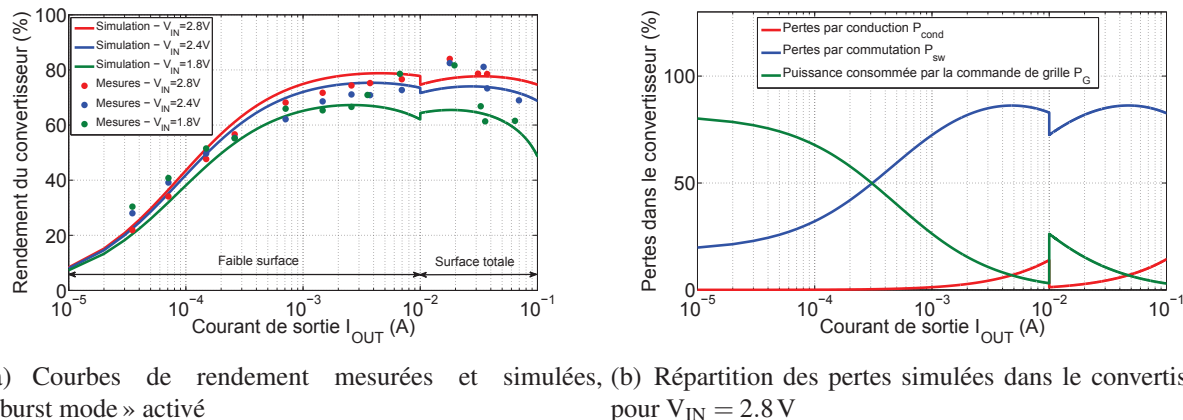 Rendement du convertisseur (%)
100
80
60
40
20
0
Simulation − V_IN=2.8V
Simulation − V_IN=2.4V
Simulation − V_IN=1.8V
Mesures − V_IN=2.8V
Mesures − V_IN=2.4V
Mesures − V_IN=1.8V
Faible surface
Surface totale
10^-5 10^-4 10^-3 10^-2 10^-1
Courant de sortie I_OUT (A)
Pertes dans le convertisseur (%)
100
50
0
Pertes par conduction P_cond
Pertes par commutation P_sw
Puissance consommée par la commande de grille P_G
10^-5 10^-4 10^-3 10^-2 10^-1
Courant de sortie I_OUT (A)
) Courbes de rendement mesurées et simulées,
burst mode » activé
(b) Répartition des pertes simulées dans le convertis
pour V_IN = 2.8 V